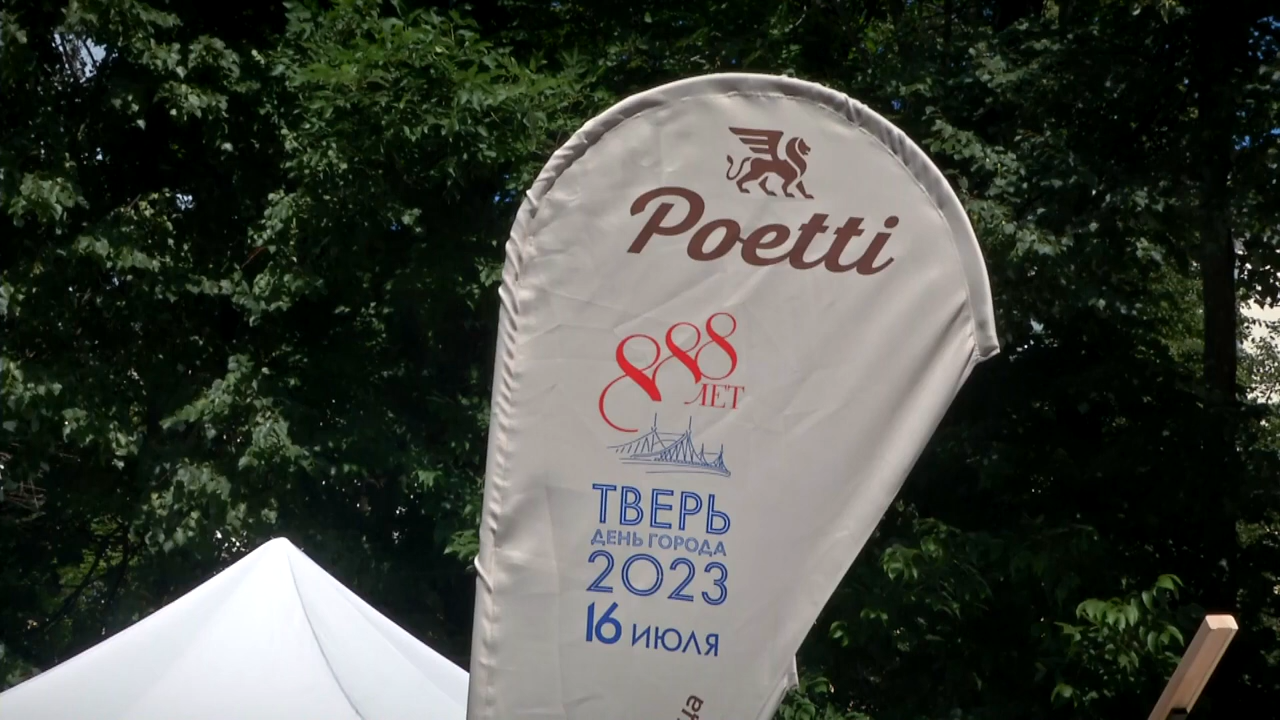 Poetti
888
ЛЕТ
ТВЕРЬ
ДЕНЬ ГОРОДА
2023
16 ИЮЛЯ